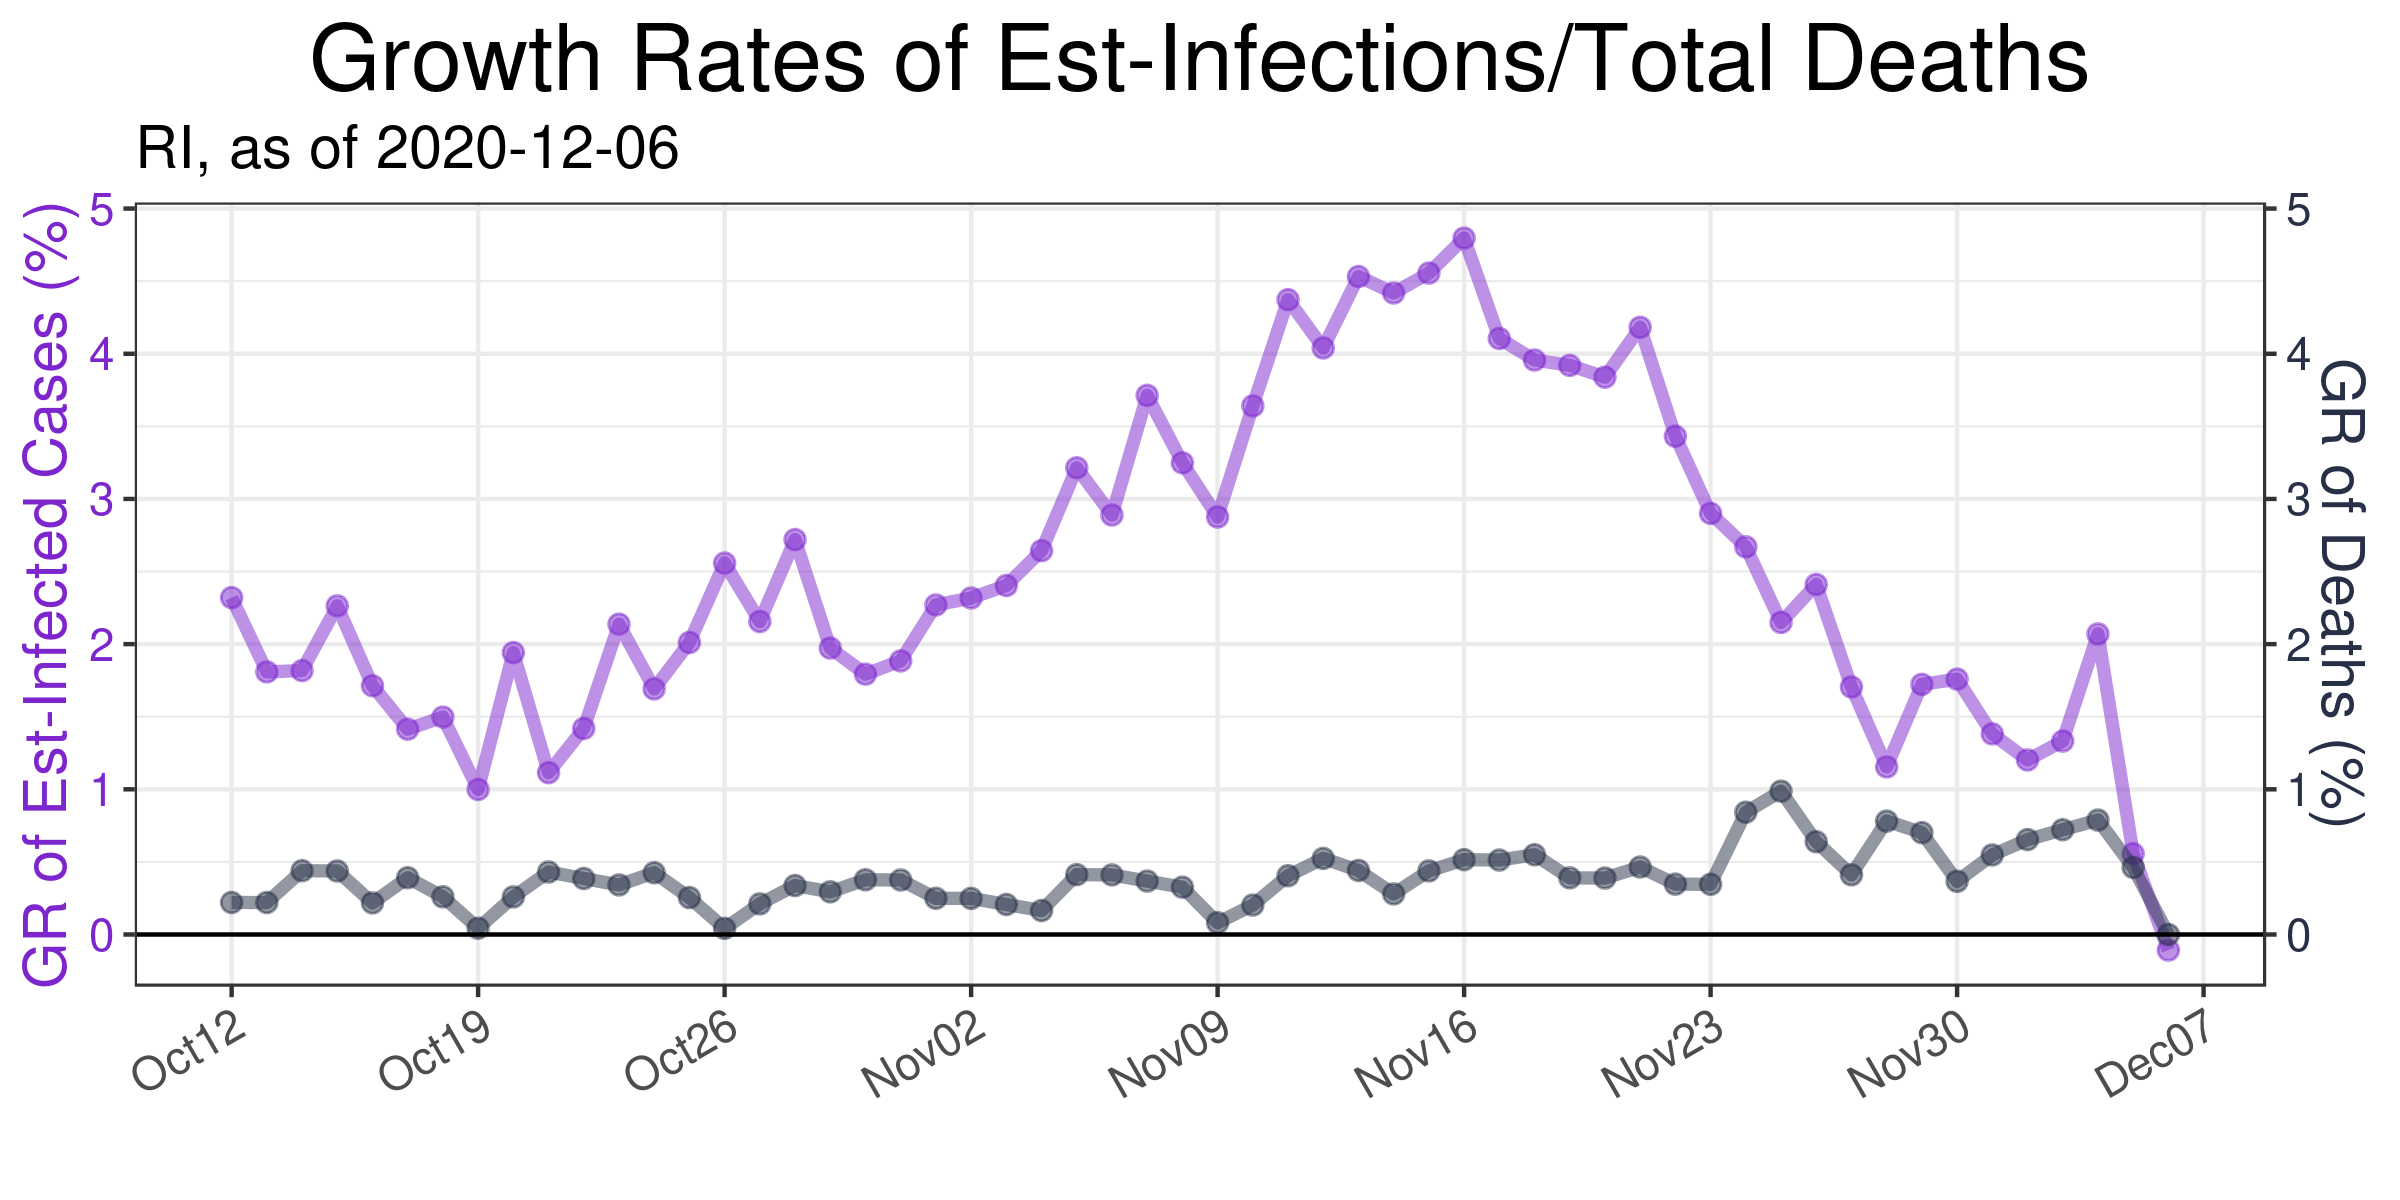 Growth Rates of Est-Infections/Total Deaths
RI, as of 2020-12-06
GR of Est-Infected Cases (%)
5
4
3
2
1
0
5
4
3
2
1
0
GR of Deaths (%)
Oct12
Oct19
Oct26
Nov02
Nov09
Nov16
Nov23
Nov30
Dec07